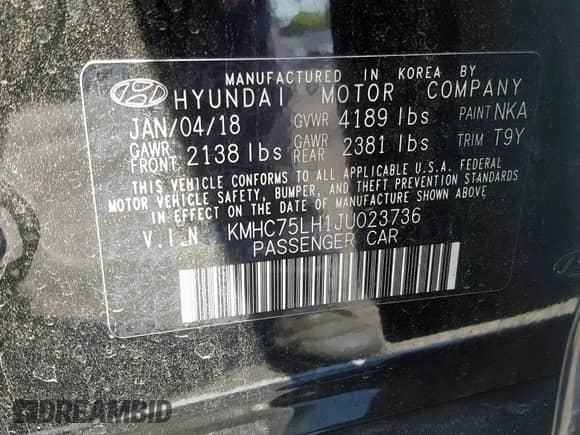 MANUFACTURED IN KOREA BY
HYUNDAI MOTOR COMPANY
JAN/04/18 GVWR 4189 lbs PAINT NKA
GAWR FRONT 2138 lbs GAWR REAR 2381 lbs TRIM T9Y
THIS VEHICLE CONFORMS TO ALL APPLICABLE U.S.A. FEDERAL
MOTOR VEHICLE SAFETY, BUMPER, AND THEFT PREVENTION STANDARDS
IN EFFECT ON THE DATE OF MANUFACTURE SHOWN ABOVE
V.I_N KMHC75LH1JU023736
PASSENGER CAR
DREAMBID